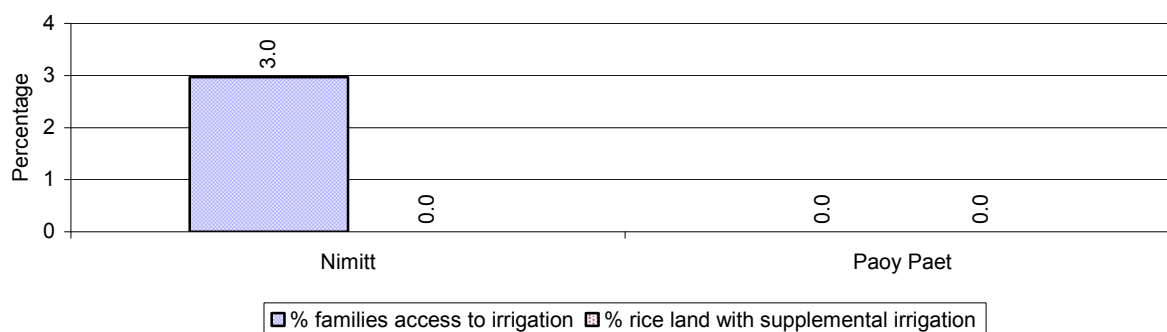 4
3
2
1
0
Percentage
3.0
0.0
0.0
0.0
Nimitt
Paoy Paet
% families access to irrigation % rice land with supplemental irrigation